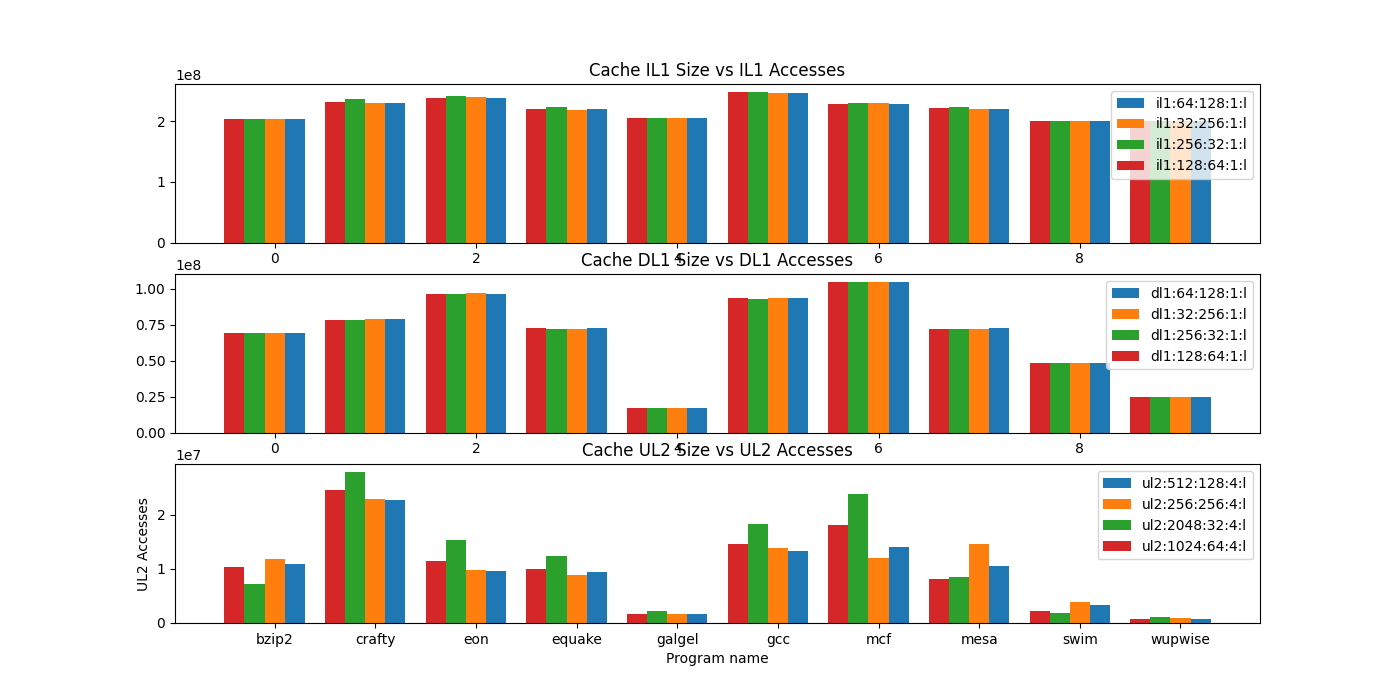 Cache IL1 Size vs IL1 Accesses
1e8
2
1
0
il1:64:128:1:l
il1:32:256:1:l
il1:256:32:1:l
il1:128:64:1:l
0 2 4 6 8
Cache DL1 Size vs DL1 Accesses
1e8
1.00
0.75
0.50
0.25
0.00
dl1:64:128:1:l
dl1:32:256:1:l
dl1:256:32:1:l
dl1:128:64:1:l
0 2 4 6 8
Cache UL2 Size vs UL2 Accesses
1e7
2
1
0
UL2 Accesses
ul2:512:128:4:l
ul2:256:256:4:l
ul2:2048:32:4:l
ul2:1024:64:4:l
bzip2 crafty eon equake galgel gcc mcf mesa swim wupwise
Program name